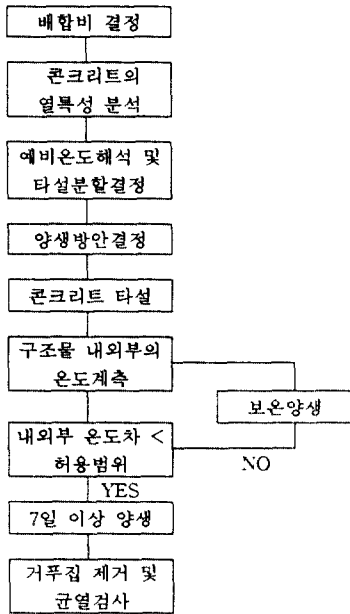 배합비 결정
콘크리트의
열특성 분석
예비온도해석 및
타설분할결정
양생방안결정
콘크리트 타설
구조물 내외부의
온도계측
보온양생
내외부 온도차 <
허용범위
NO
YES
7일 이상 양생
거푸집 제거 및
균열검사